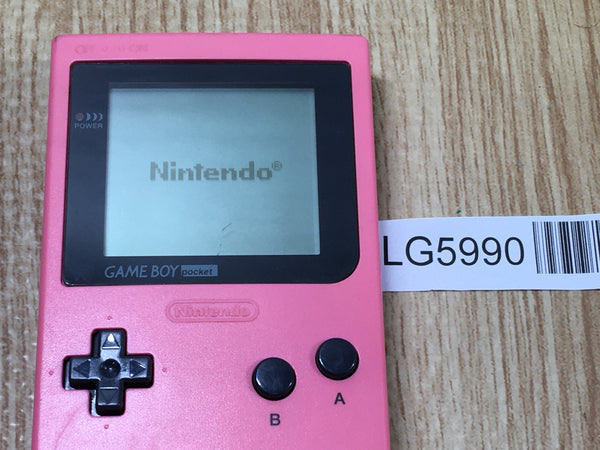 OFF ON
POWER
Nintendo®
GAME BOY pocket
LG5990
Nintendo
B
A